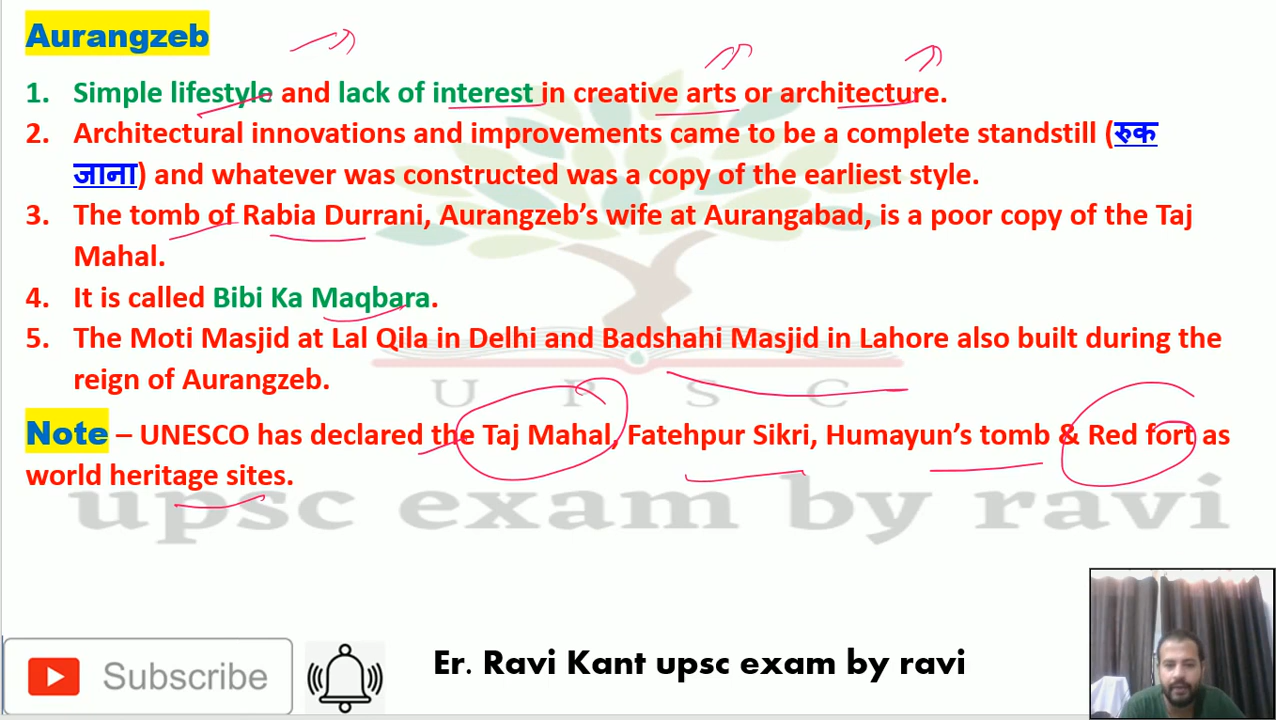 Aurangzeb
1. Simple lifestyle and lack of interest in creative arts or architecture.
2. Architectural innovations and improvements came to be a complete standstill (रुक
जाना) and whatever was constructed was a copy of the earliest style.
3. The tomb of Rabia Durrani, Aurangzeb's wife at Aurangabad, is a poor copy of the Taj
Mahal.
4. It is called Bibi Ka Maqbara.
5. The Moti Masjid at Lal Qila in Delhi and Badshahi Masjid in Lahore also built during the
reign of Aurangzeb.
UPSC
Note – UNESCO has declared the Taj Mahal, Fatehpur Sikri, Humayun's tomb & Red fort as
world heritage sites.
upsc exam by ravi
Subscribe
Er. Ravi Kant upsc exam by ravi